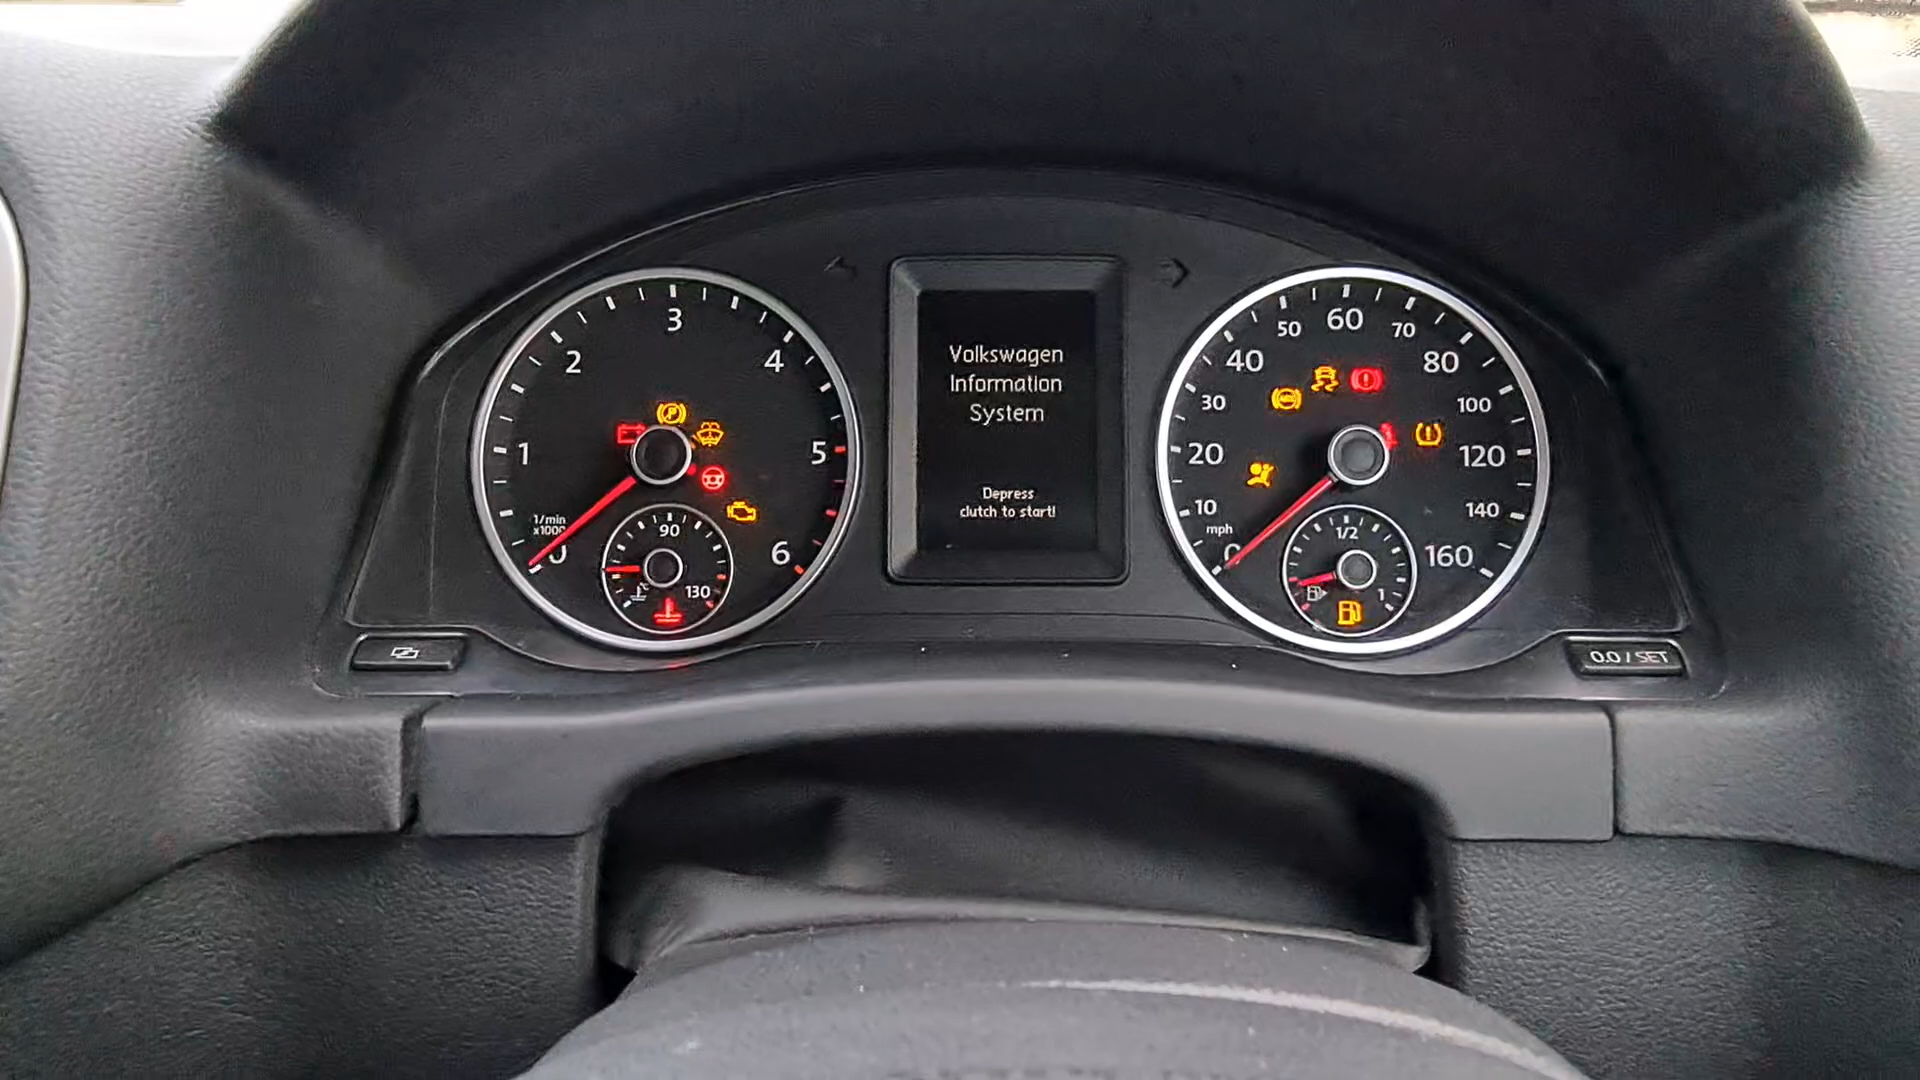 3
2
4
1
5
1/min
x1000
0
6
90
130
P
Volkswagen
Information
System
Depress
clutch to start!
60
50
70
40
80
30
100
20
120
10
140
mph
0
160
1/2
1
ABS
0.0 / SET